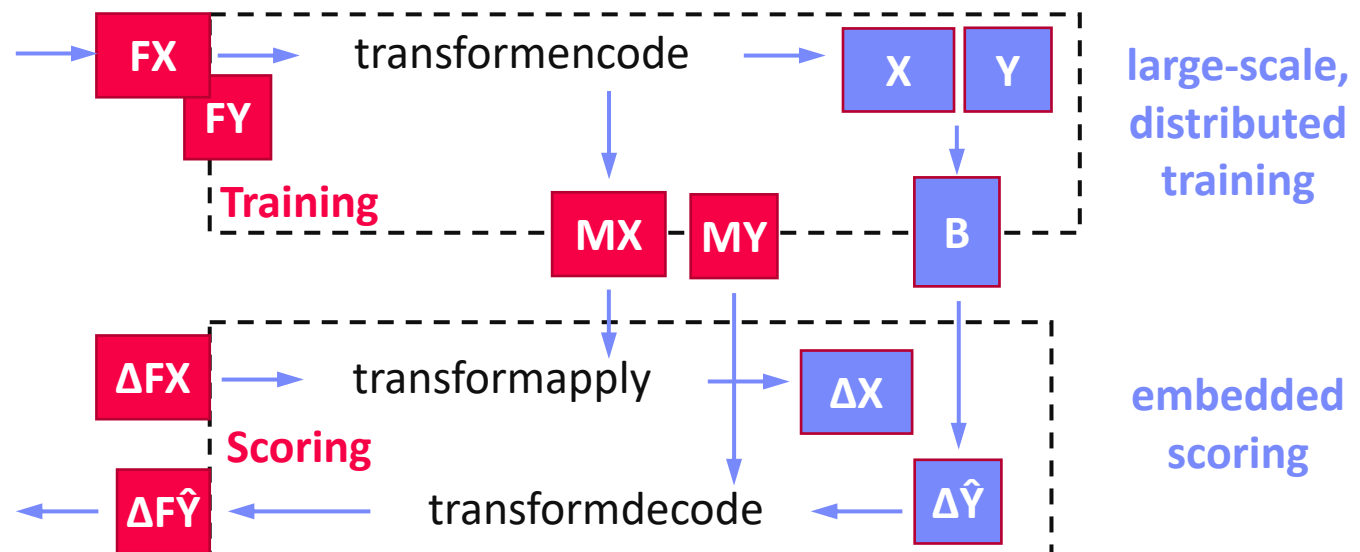 FX
transformencode
X
Y
large-scale,
distributed
training
FY
Training
MX
MY
B
ΔFX
transformapply
ΔX
embedded
scoring
Scoring
ΔFŶ
transformdecode
ΔŶ